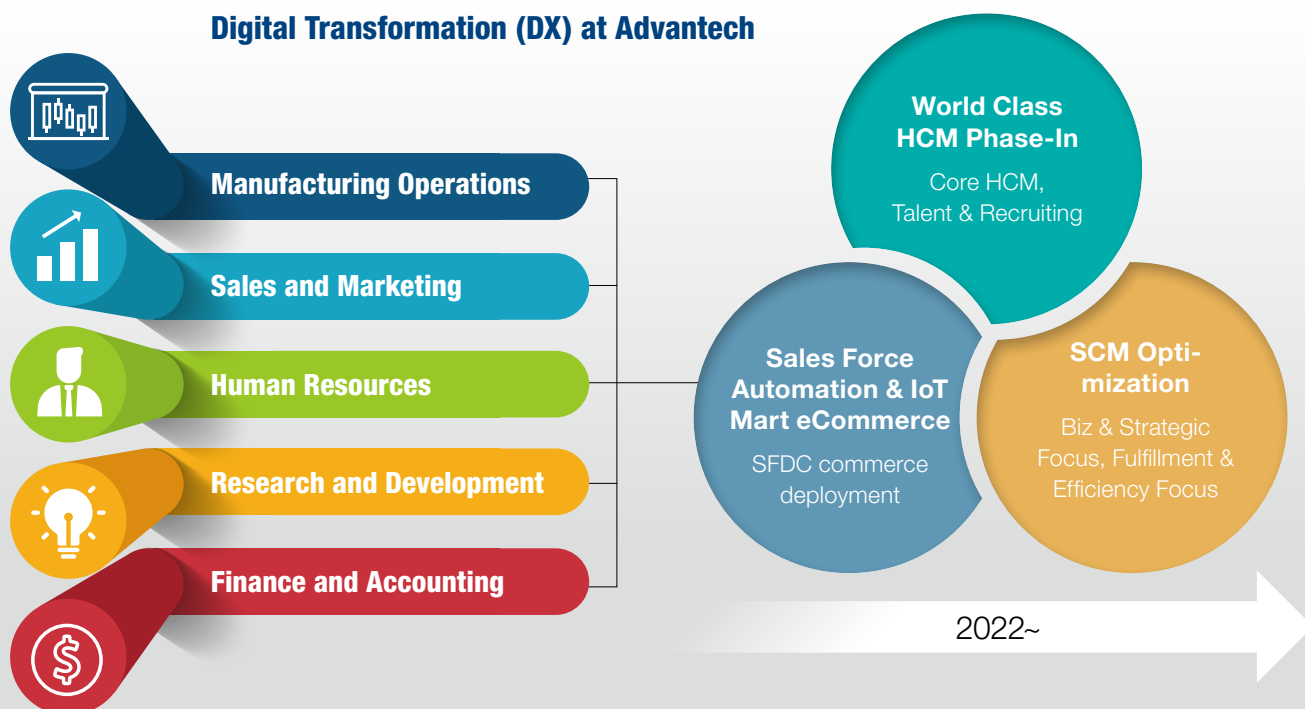 Digital Transformation (DX) at Advantech
Manufacturing Operations
Sales and Marketing
Human Resources
Research and Development
Finance and Accounting
World Class
HCM Phase-In
Core HCM,
Talent & Recruiting
Sales Force
Automation & IoT
Mart eCommerce
SFDC commerce
deployment
SCM Opti-
mization
Biz & Strategic
Focus, Fulfillment &
Efficiency Focus
2022~
$